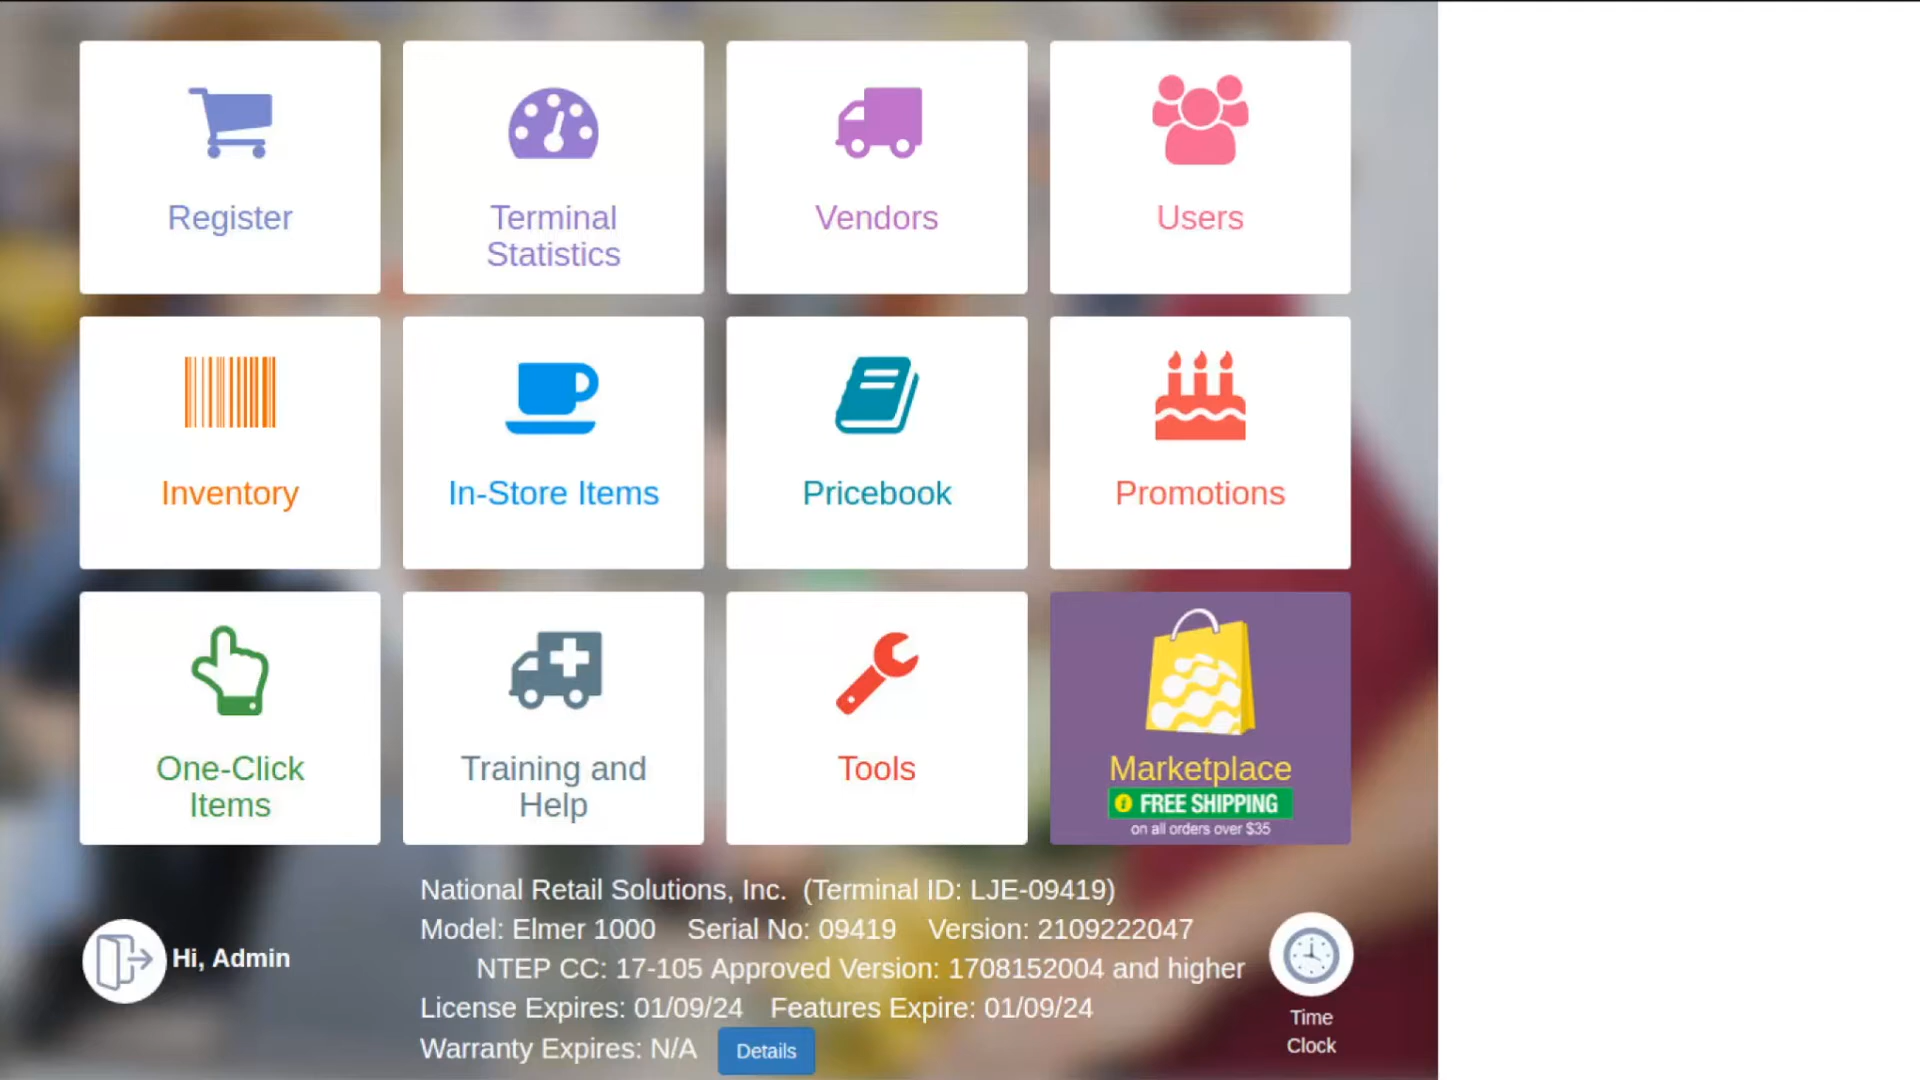 Register
Terminal
Statistics
Vendors
Users
Inventory
In-Store Items
Pricebook
Promotions
One-Click
Items
Training and
Help
Tools
Marketplace
i FREE SHIPPING
on all orders over $35
Hi, Admin
National Retail Solutions, Inc. (Terminal ID: LJE-09419)
Model: Elmer 1000 Serial No: 09419 Version: 2109222047
NTEP CC: 17-105 Approved Version: 1708152004 and higher
License Expires: 01/09/24 Features Expire: 01/09/24
Warranty Expires: N/A Details
Time
Clock